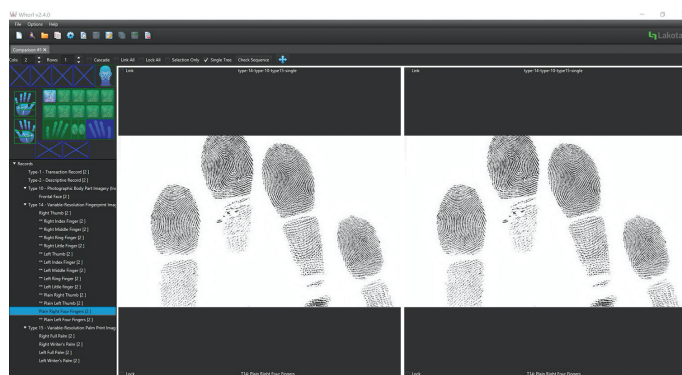 Whorl v2.4.0
File Options Help
Lakota
Comparison #1 X
Cols: 2 Rows: 1 Cascade Link All Lock All Selection Only Single Tree Check Sequence
Link type-14-type-10-type15-single
Link type-14-type-10-type15-single
Records
Type-1 - Transaction Record [2 ]
Type-2 - Descriptive Record [2 ]
Type 10 - Photographic Body Part Imagery (Inc
Frontal Face [2 ]
Type 14 - Variable-Resolution Fingerprint Imag
Right Thumb [2 ]
** Right Index Finger [2 ]
** Right Middle Finger [2 ]
** Right Ring Finger [2 ]
** Right Little Finger [2 ]
** Left Thumb [2 ]
** Left Index Finger [2 ]
** Left Middle Finger [2 ]
** Left Ring Finger [2 ]
** Left Little finger [2 ]
** Plain Right Thumb [2 ]
** Plain Left Thumb [2 ]
Plain Right Four Fingers [2 ]
** Plain Left Four Fingers [2 ]
Type 15 - Variable-Resolution Palm Print Imag
Right Full Palm [2 ]
Right Writer's Palm [2 ]
Left Full Palm [2 ]
Left Writer's Palm [2 ]
Lock T14: Plain Right Four Fingers
Lock T14: Plain Right Four Fingers